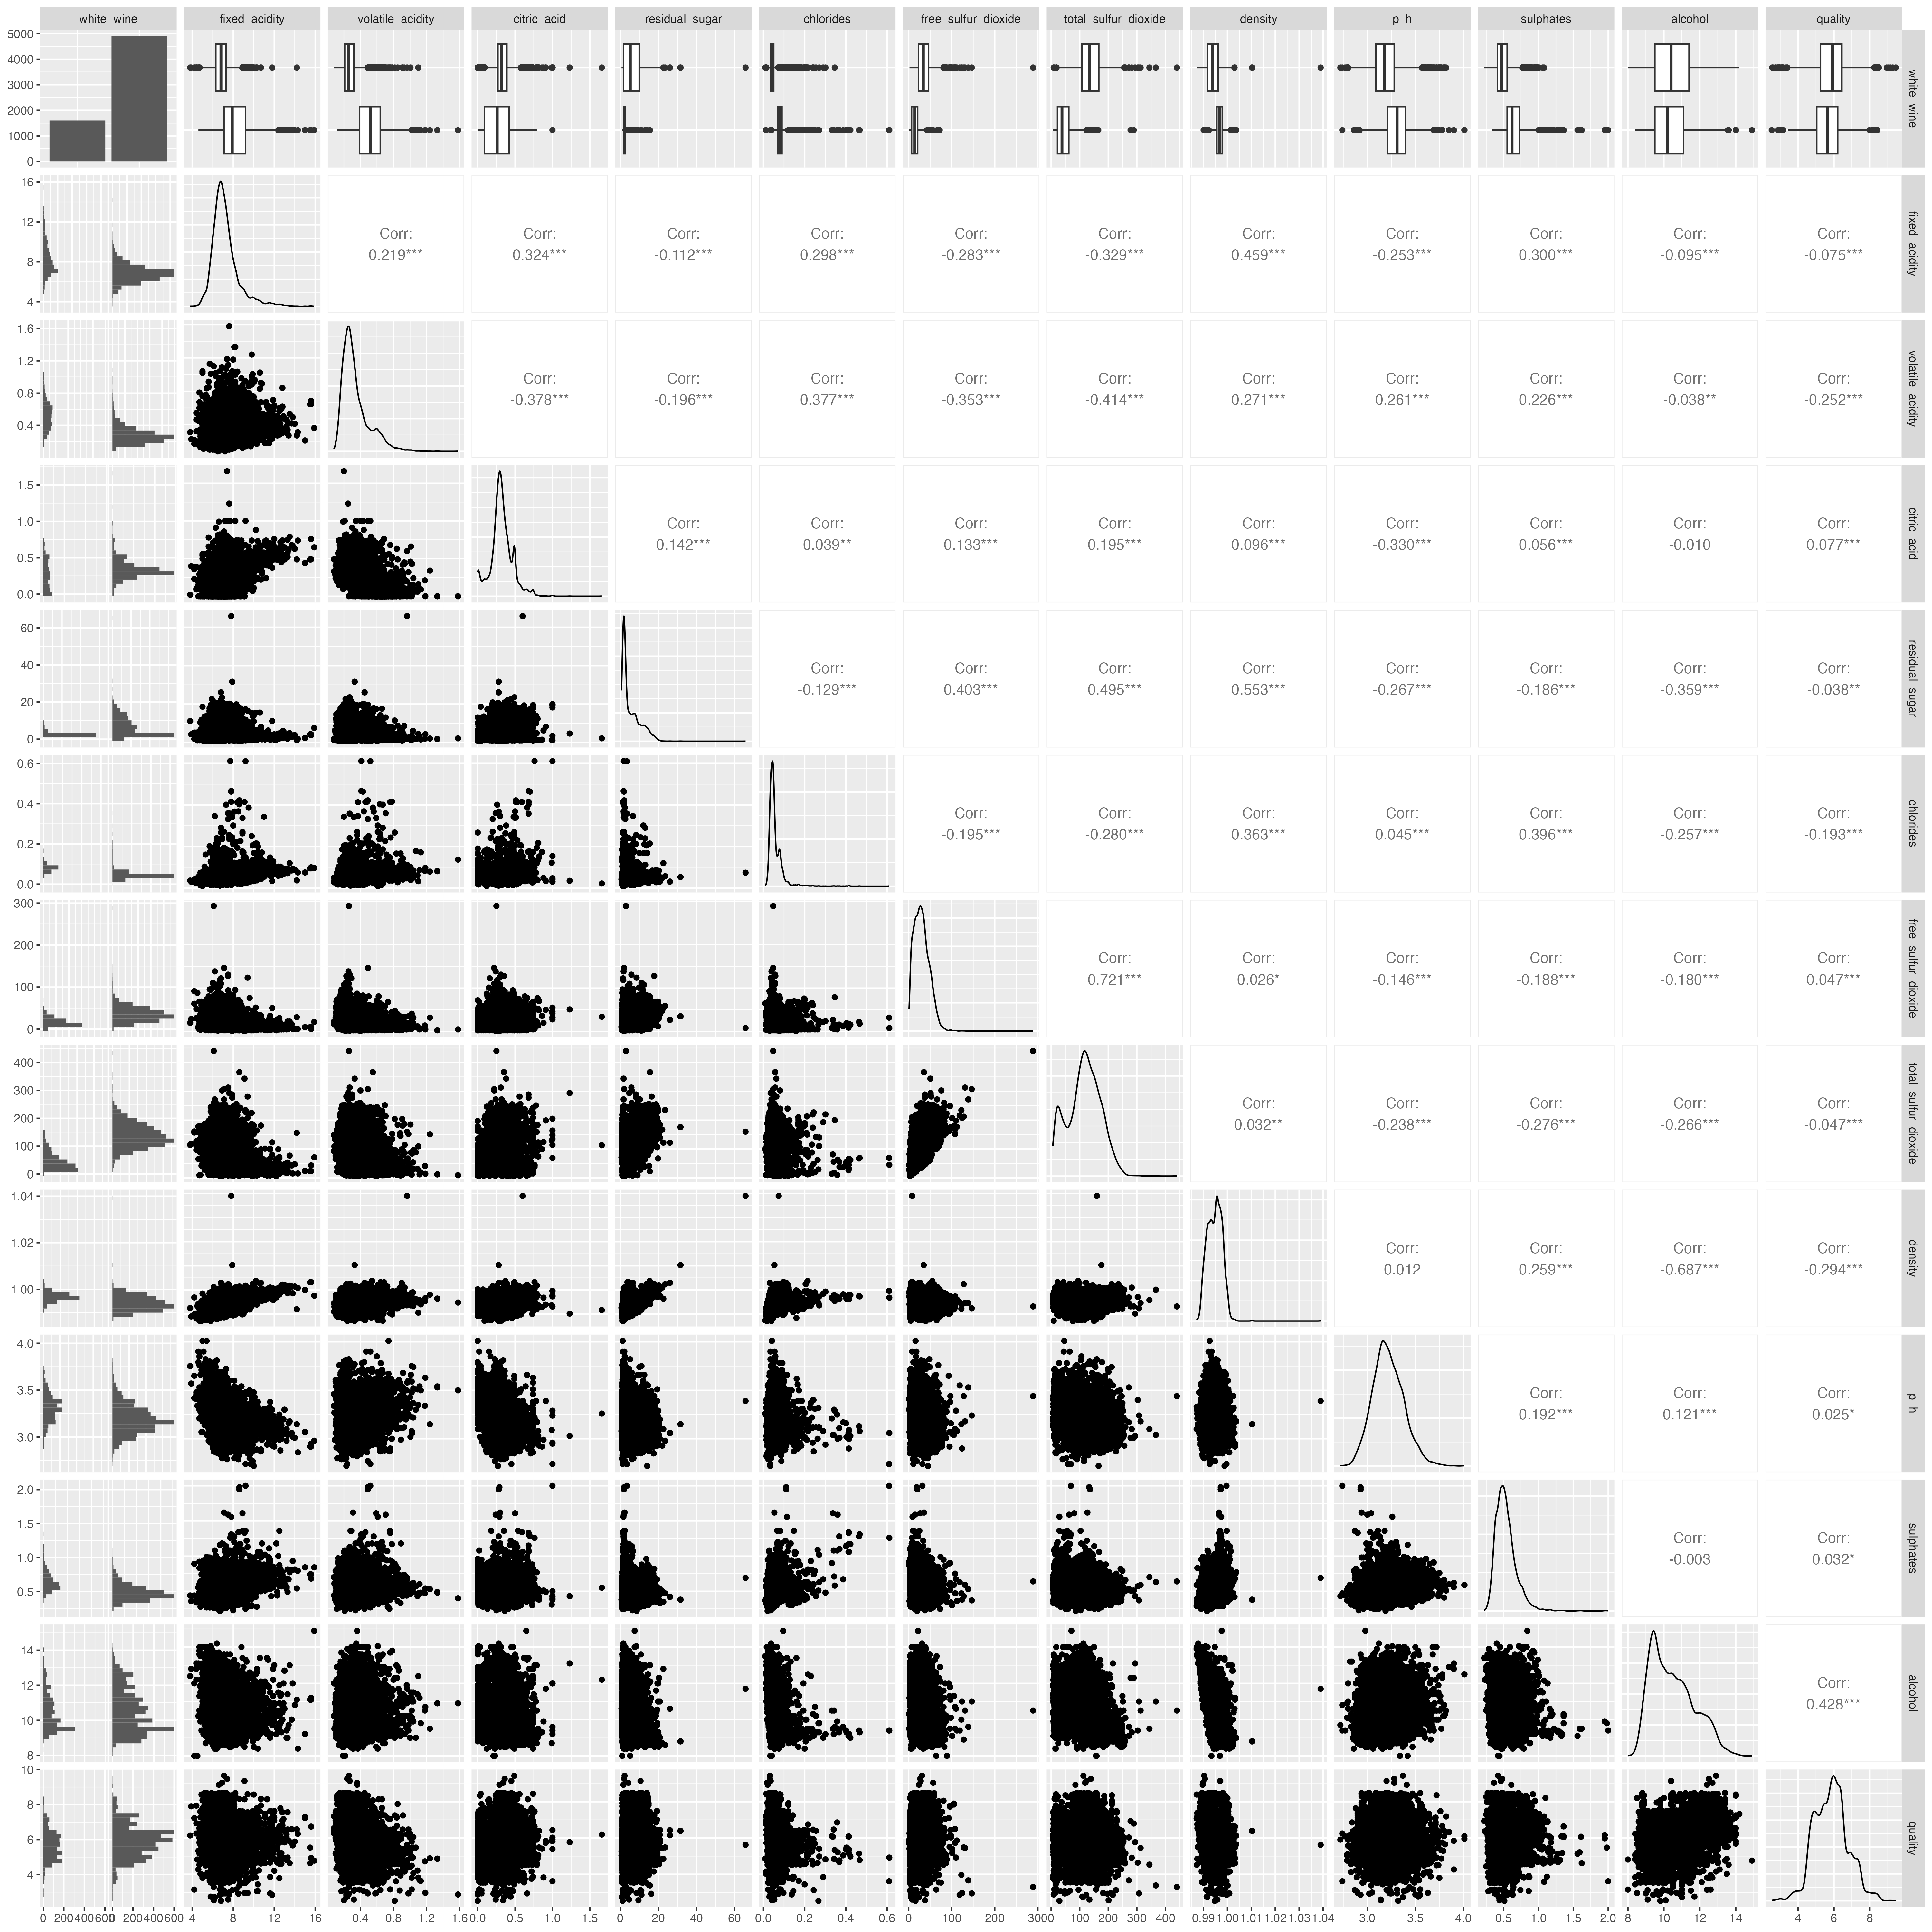 white_wine fixed_acidity volatile_acidity citric_acid residual_sugar chlorides free_sulfur_dioxide total_sulfur_dioxide density p_h sulphates alcohol quality
5000
4000
3000
2000
1000
0
white_wine
16
12
8
4
Corr: Corr: Corr: Corr: Corr: Corr: Corr: Corr: Corr: Corr: Corr:
0.219*** 0.324*** -0.112*** 0.298*** -0.283*** -0.329*** 0.459*** -0.253*** 0.300*** -0.095*** -0.075***
fixed_acidity
1.6
1.2
0.8
0.4
Corr: Corr: Corr: Corr: Corr: Corr: Corr: Corr: Corr: Corr:
-0.378*** -0.196*** 0.377*** -0.353*** -0.414*** 0.271*** 0.261*** 0.226*** -0.038** -0.252***
volatile_acidity
1.5
1.0
0.5
0.0
Corr: Corr: Corr: Corr: Corr: Corr: Corr: Corr: Corr:
0.142*** 0.039** 0.133*** 0.195*** 0.096*** -0.330*** 0.056*** -0.010 0.077***
citric_acid
60
40
20
0
Corr: Corr: Corr: Corr: Corr: Corr: Corr: Corr:
-0.129*** 0.403*** 0.495*** 0.553*** -0.267*** -0.186*** -0.359*** -0.038**
residual_sugar
0.6
0.4
0.2
0.0
Corr: Corr: Corr: Corr: Corr: Corr: Corr:
-0.195*** -0.280*** 0.363*** 0.045*** 0.396*** -0.257*** -0.193***
chlorides
300
200
100
0
Corr: Corr: Corr: Corr: Corr: Corr:
0.721*** 0.026* -0.146*** -0.188*** -0.180*** 0.047***
free_sulfur_dioxide
400
300
200
100
0
Corr: Corr: Corr: Corr: Corr:
0.032** -0.238*** -0.276*** -0.266*** -0.047***
total_sulfur_dioxide
1.04
1.02
1.00
Corr: Corr: Corr: Corr:
0.012 0.259*** -0.687*** -0.294***
density
4.0
3.5
3.0
Corr: Corr: Corr:
0.192*** 0.121*** 0.025*
p_h
2.0
1.5
1.0
0.5
Corr: Corr:
-0.003 0.032*
sulphates
14
12
10
8
Corr:
0.428***
alcohol
10
8
6
4
quality
0 200400600 0 200400600 4 8 12 16 0.4 0.8 1.2 1.6 0.0 0.5 1.0 1.5 0 20 40 60 0.0 0.2 0.4 0.6 0 100 200 300 0 100 200 300 400 0.99 1.00 1.01 1.02 1.03 1.04 3.0 3.5 4.0 0.5 1.0 1.5 2.0 8 10 12 14 4 6 8